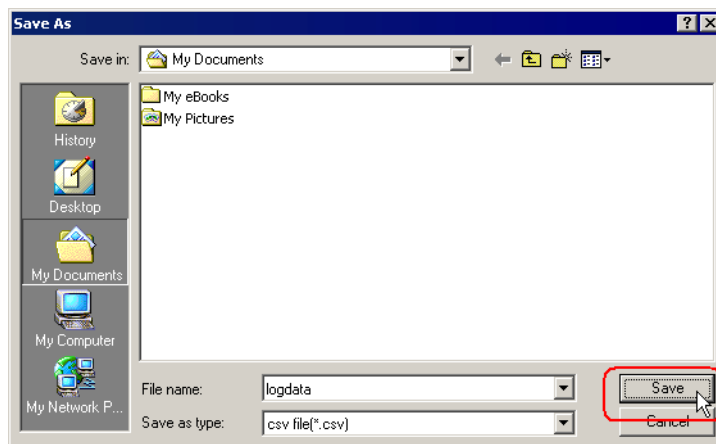 Save As
Save in: My Documents
My eBooks
My Pictures
History
Desktop
My Documents
My Computer
My Network P...
File name: logdata
Save as type: csv file(*.csv)
Save
Cancel